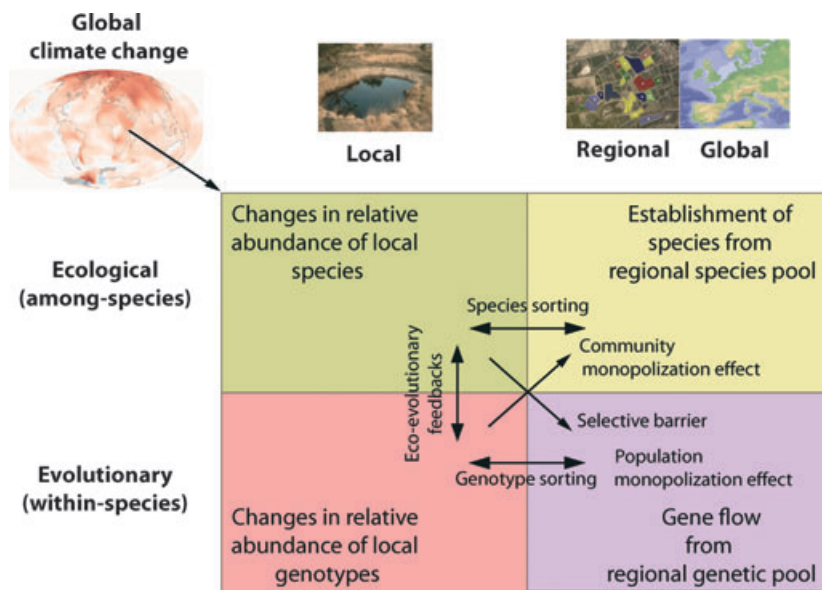 Global
climate change
Local
Regional
Global
Ecological
(among-species)
Changes in relative
abundance of local
species
Establishment of
species from
regional species pool
Species sorting
Community
monopolization effect
Eco-evolutionary
feedbacks
Selective barrier
Evolutionary
(within-species)
Genotype sorting
Population
monopolization effect
Changes in relative
abundance of local
genotypes
Gene flow
from
regional genetic pool